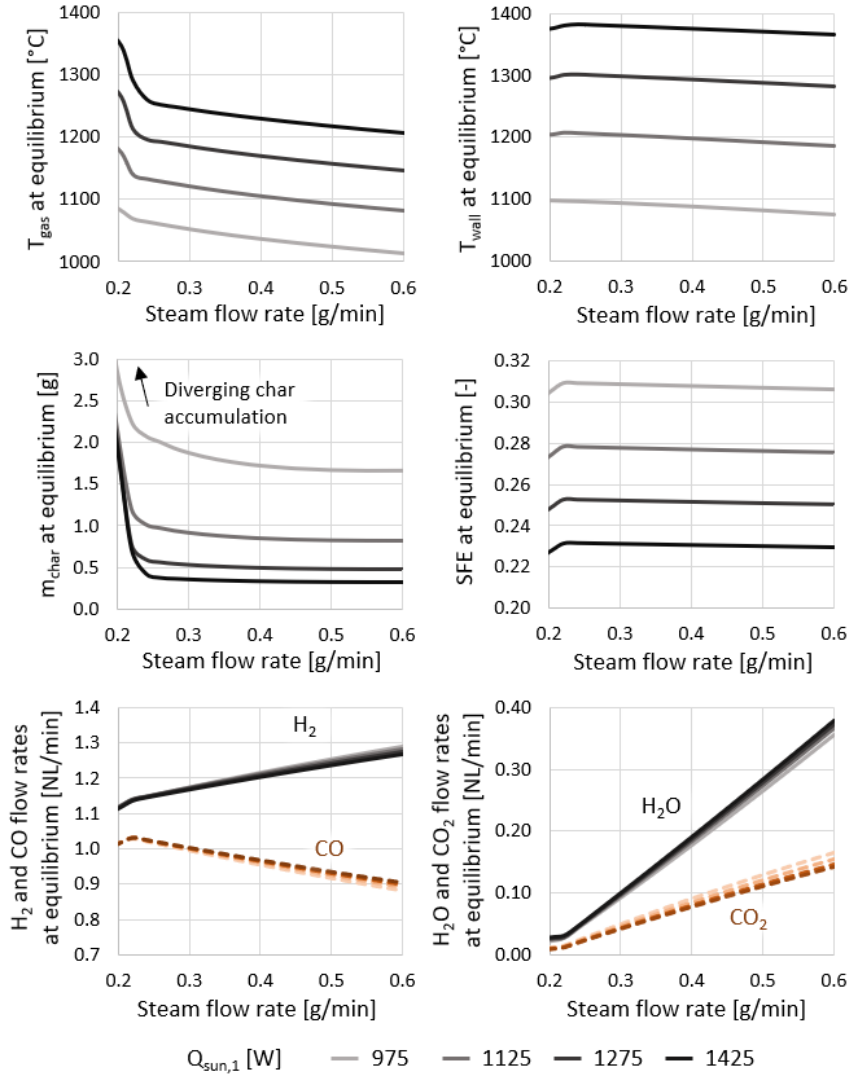 T_gas at equilibrium [°C]
1400
1300
1200
1100
1000
0.2 0.3 0.4 0.5 0.6
Steam flow rate [g/min]
T_wall at equilibrium [°C]
1400
1300
1200
1100
1000
0.2 0.3 0.4 0.5 0.6
Steam flow rate [g/min]
m_char at equilibrium [g]
3.0
2.5
2.0
1.5
1.0
0.5
0.0
Diverging char
accumulation
0.2 0.3 0.4 0.5 0.6
Steam flow rate [g/min]
SFE at equilibrium [-]
0.32
0.30
0.28
0.26
0.24
0.22
0.20
0.2 0.3 0.4 0.5 0.6
Steam flow rate [g/min]
H₂ and CO flow rates
at equilibrium [NL/min]
1.4
1.3
1.2
1.1
1.0
0.9
0.8
0.7
H₂
CO
0.2 0.3 0.4 0.5 0.6
Steam flow rate [g/min]
H₂O and CO₂ flow rates
at equilibrium [NL/min]
0.40
0.30
0.20
0.10
0.00
H₂O
CO₂
0.2 0.3 0.4 0.5 0.6
Steam flow rate [g/min]
Q_sun,1 [W] 975 1125 1275 1425